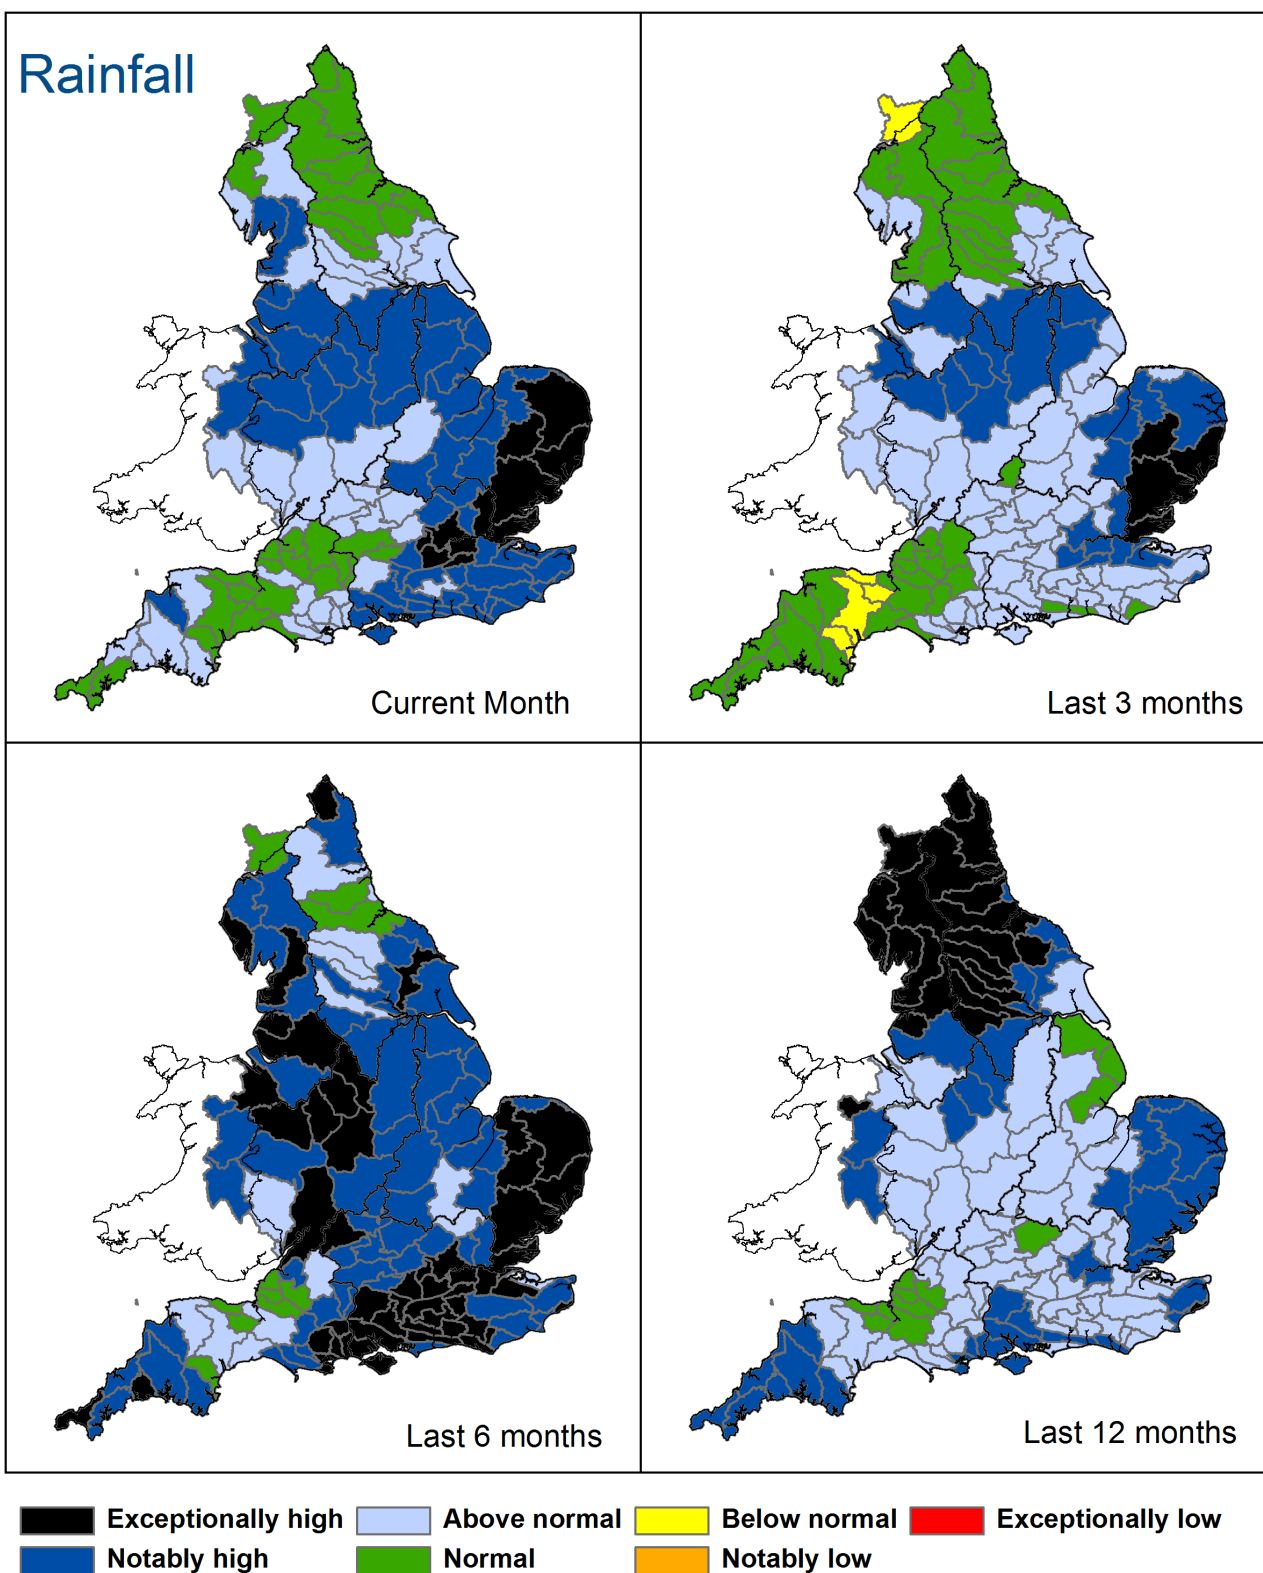 Rainfall
Current Month
Last 3 months
Last 6 months
Last 12 months
Exceptionally high
Above normal
Below normal
Exceptionally low
Notably high
Normal
Notably low